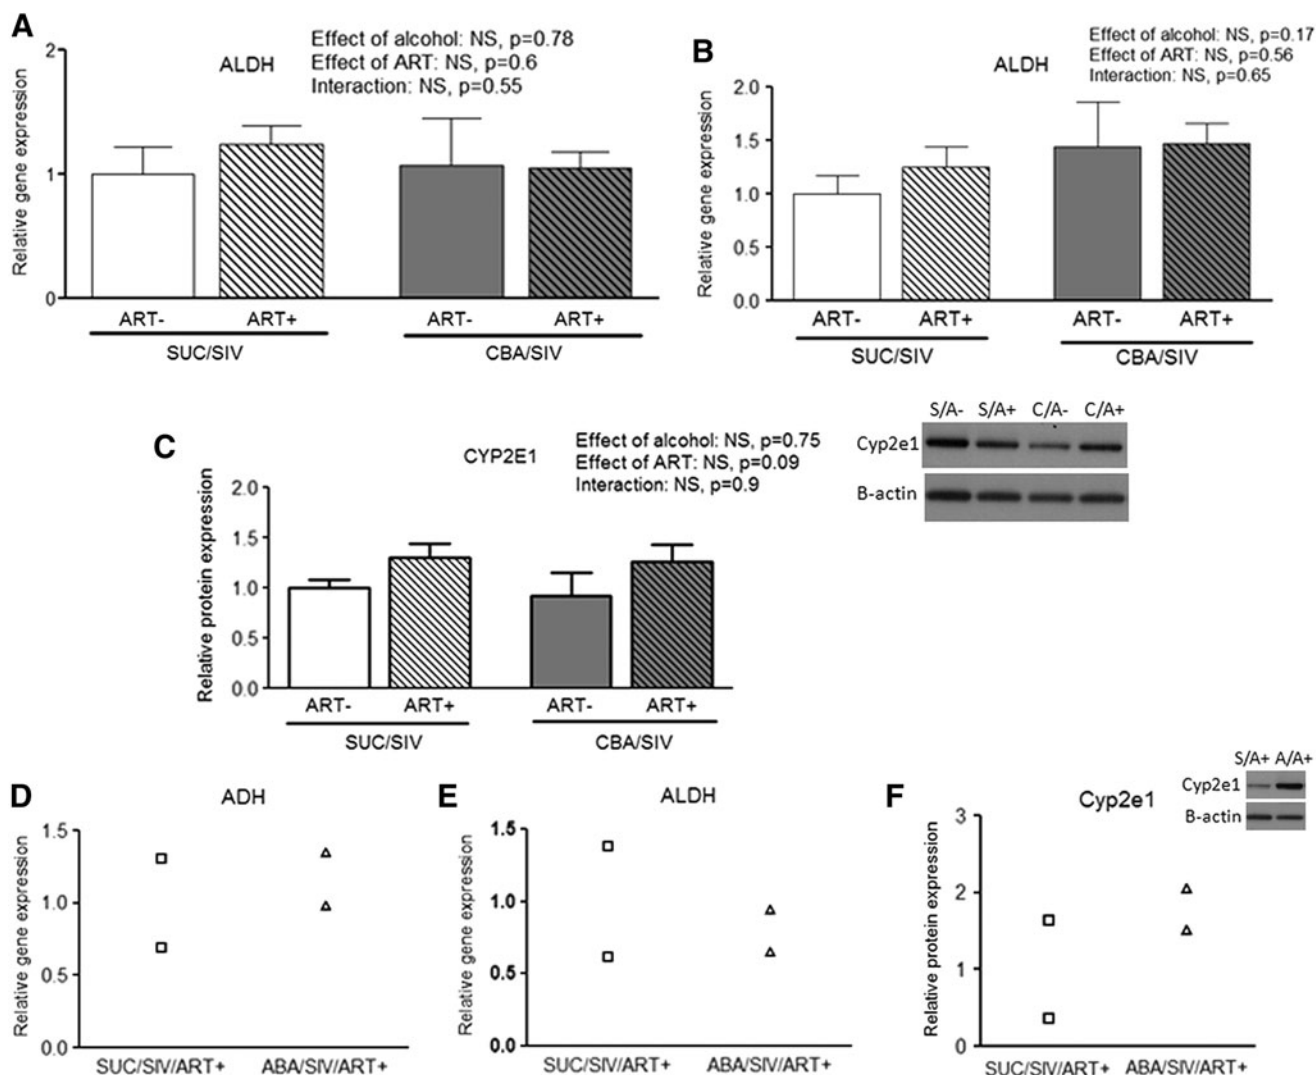 A
ALDH
Effect of alcohol: NS, p=0.78
Effect of ART: NS, p=0.6
Interaction: NS, p=0.55
Relative gene expression
2
1
0
ART-
ART+
ART-
ART+
SUC/SIV
CBA/SIV
B
ALDH
Effect of alcohol: NS, p=0.17
Effect of ART: NS, p=0.56
Interaction: NS, p=0.65
Relative gene expression
2.0
1.5
1.0
0.5
0.0
ART-
ART+
ART-
ART+
SUC/SIV
CBA/SIV
C
CYP2E1
Effect of alcohol: NS, p=0.75
Effect of ART: NS, p=0.09
Interaction: NS, p=0.9
Relative protein expression
2.0
1.5
1.0
0.5
0.0
ART-
ART+
ART-
ART+
SUC/SIV
CBA/SIV
S/A- S/A+ C/A- C/A+
Cyp2e1
B-actin
D
ADH
Relative gene expression
1.5
1.0
0.5
0.0
SUC/SIV/ART+
ABA/SIV/ART+
E
ALDH
Relative gene expression
1.5
1.0
0.5
0.0
SUC/SIV/ART+
ABA/SIV/ART+
F
Cyp2e1
Relative protein expression
3
2
1
0
SUC/SIV/ART+
ABA/SIV/ART+
S/A+ A/A+
Cyp2e1
B-actin